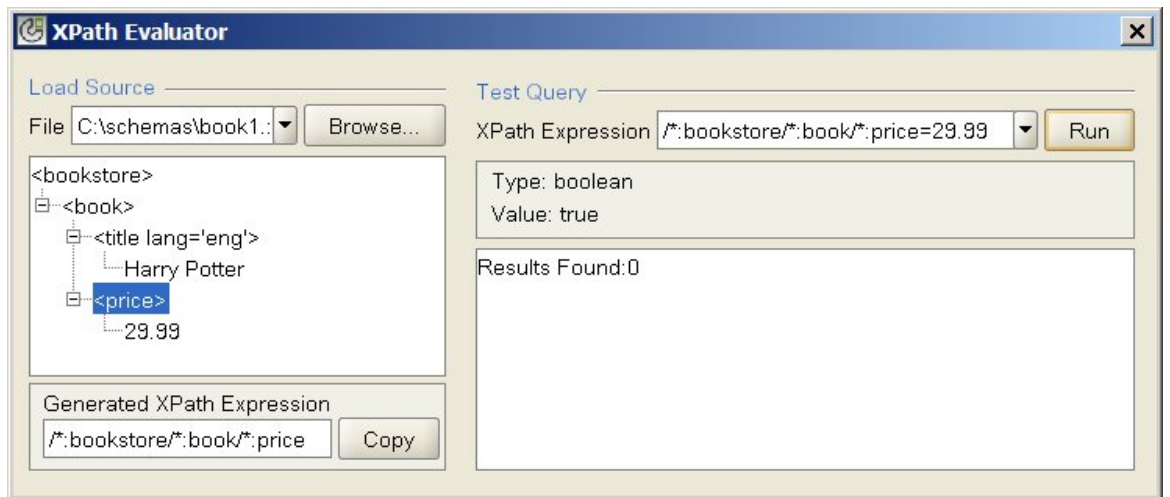 XPath Evaluator
Load Source
File C:\schemas\book1.: Browse...
<bookstore>
<book>
<title lang='eng'>
Harry Potter
<price>
29.99
Generated XPath Expression
/*:bookstore/*:book/*:price Copy
Test Query
XPath Expression /*:bookstore/*:book/*:price=29.99 Run
Type: boolean
Value: true
Results Found:0